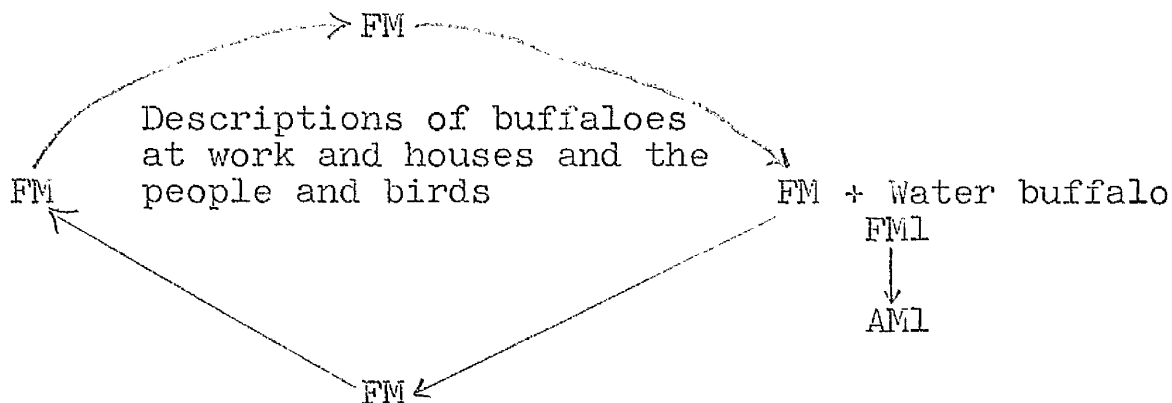 FM
Descriptions of buffaloes
at work and houses and the
people and birds
FM
FM + Water buffalo
FM1
AM1
FM